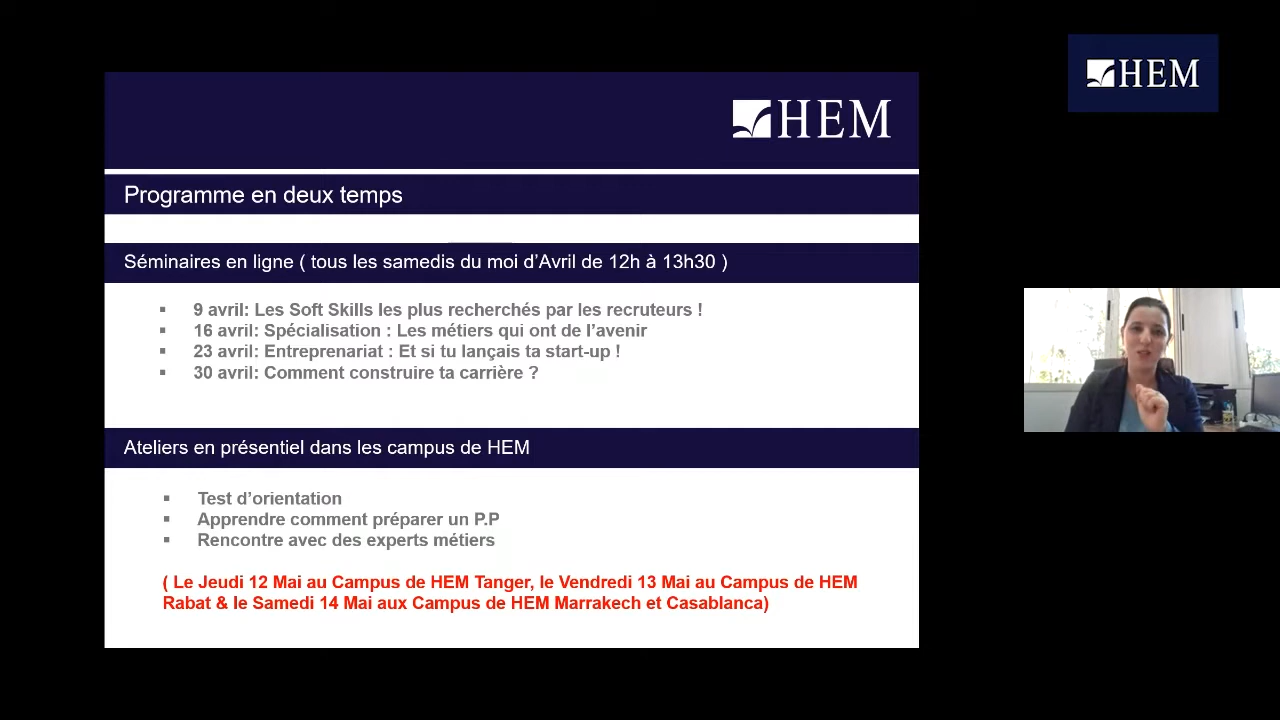 HEM
HEM
Programme en deux temps
Séminaires en ligne ( tous les samedis du moi d'Avril de 12h à 13h30 )
▪ 9 avril: Les Soft Skills les plus recherchés par les recruteurs !
▪ 16 avril: Spécialisation : Les métiers qui ont de l'avenir
▪ 23 avril: Entreprenariat : Et si tu lançais ta start-up !
▪ 30 avril: Comment construire ta carrière ?
Ateliers en présentiel dans les campus de HEM
▪ Test d'orientation
▪ Apprendre comment préparer un P.P
▪ Rencontre avec des experts métiers
( Le Jeudi 12 Mai au Campus de HEM Tanger, le Vendredi 13 Mai au Campus de HEM
Rabat & le Samedi 14 Mai aux Campus de HEM Marrakech et Casablanca)